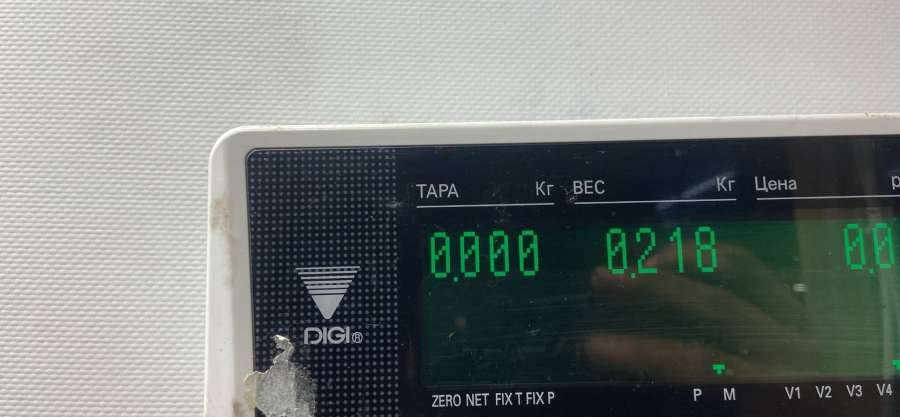 ТАРА Кг ВЕС Кг Цена
0.000 0.218 0.0
DIGI®
ZERO NET FIX T FIX P P M V1 V2 V3 V4